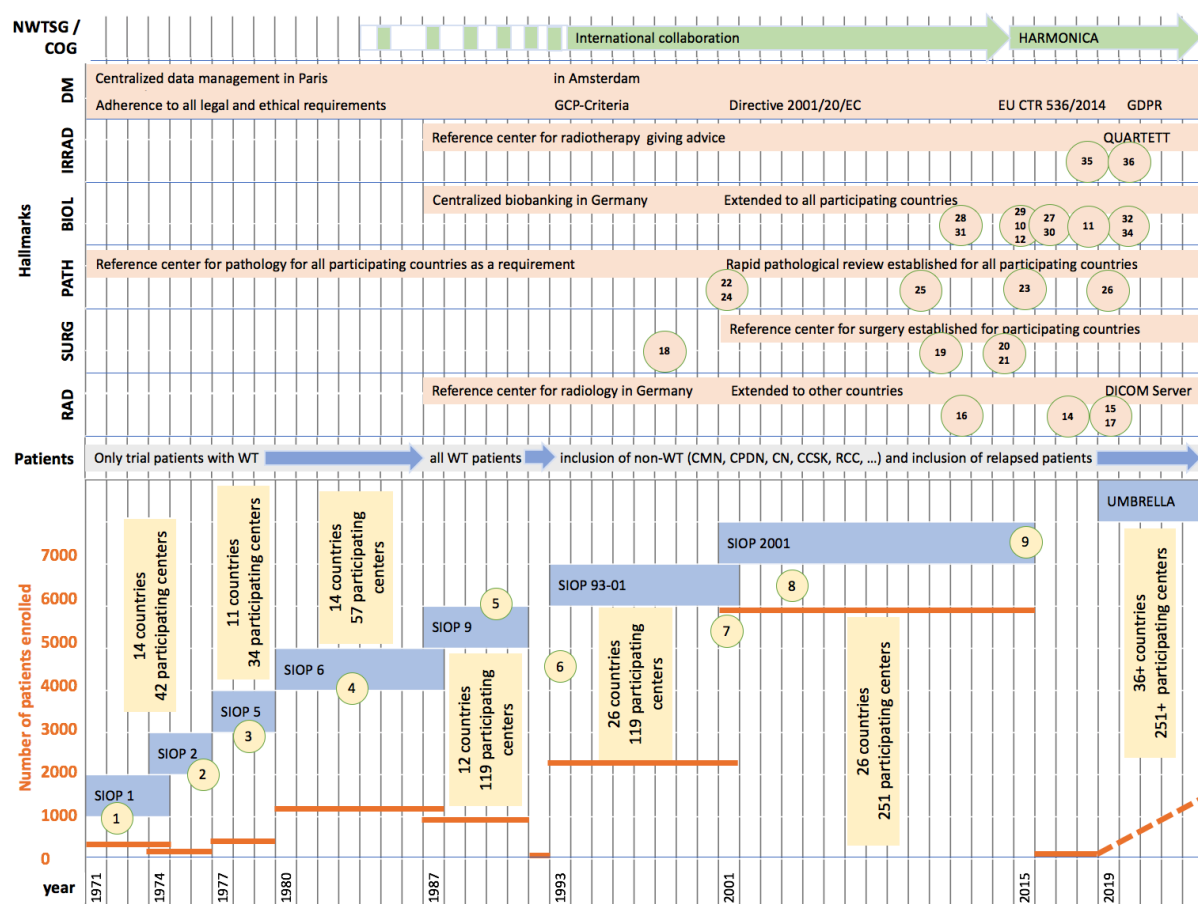 NWTSG /
COG
International collaboration
HARMONICA
Hallmarks
DM
Centralized data management in Paris
in Amsterdam
Adherence to all legal and ethical requirements
GCP-Criteria
Directive 2001/20/EC
EU CTR 536/2014
GDPR
IRRAD
Reference center for radiotherapy giving advice
QUARTETT
35
36
BIOL
Centralized biobanking in Germany
Extended to all participating countries
28
31
29
10
12
27
30
11
32
34
PATH
Reference center for pathology for all participating countries as a requirement
Rapid pathological review established for all participating countries
22
24
25
23
26
SURG
Reference center for surgery established for participating countries
18
19
20
21
RAD
Reference center for radiology in Germany
Extended to other countries
DICOM Server
16
14
15
17
Patients
Only trial patients with WT
all WT patients
inclusion of non-WT (CMN, CPDN, CN, CCSK, RCC, ...) and inclusion of relapsed patients
Number of patients enrolled
7000
6000
5000
4000
3000
2000
1000
0
14 countries
42 participating centers
11 countries
34 participating centers
14 countries
57 participating
centers
12 countries
119 participating
centers
26 countries
119 participating
centers
26 countries
251 participating centers
36+ countries
251+ participating centers
UMBRELLA
SIOP 2001
9
SIOP 93-01
8
7
SIOP 9
5
6
SIOP 6
4
SIOP 5
3
SIOP 2
2
SIOP 1
1
year
1971
1974
1977
1980
1987
1993
2001
2015
2019